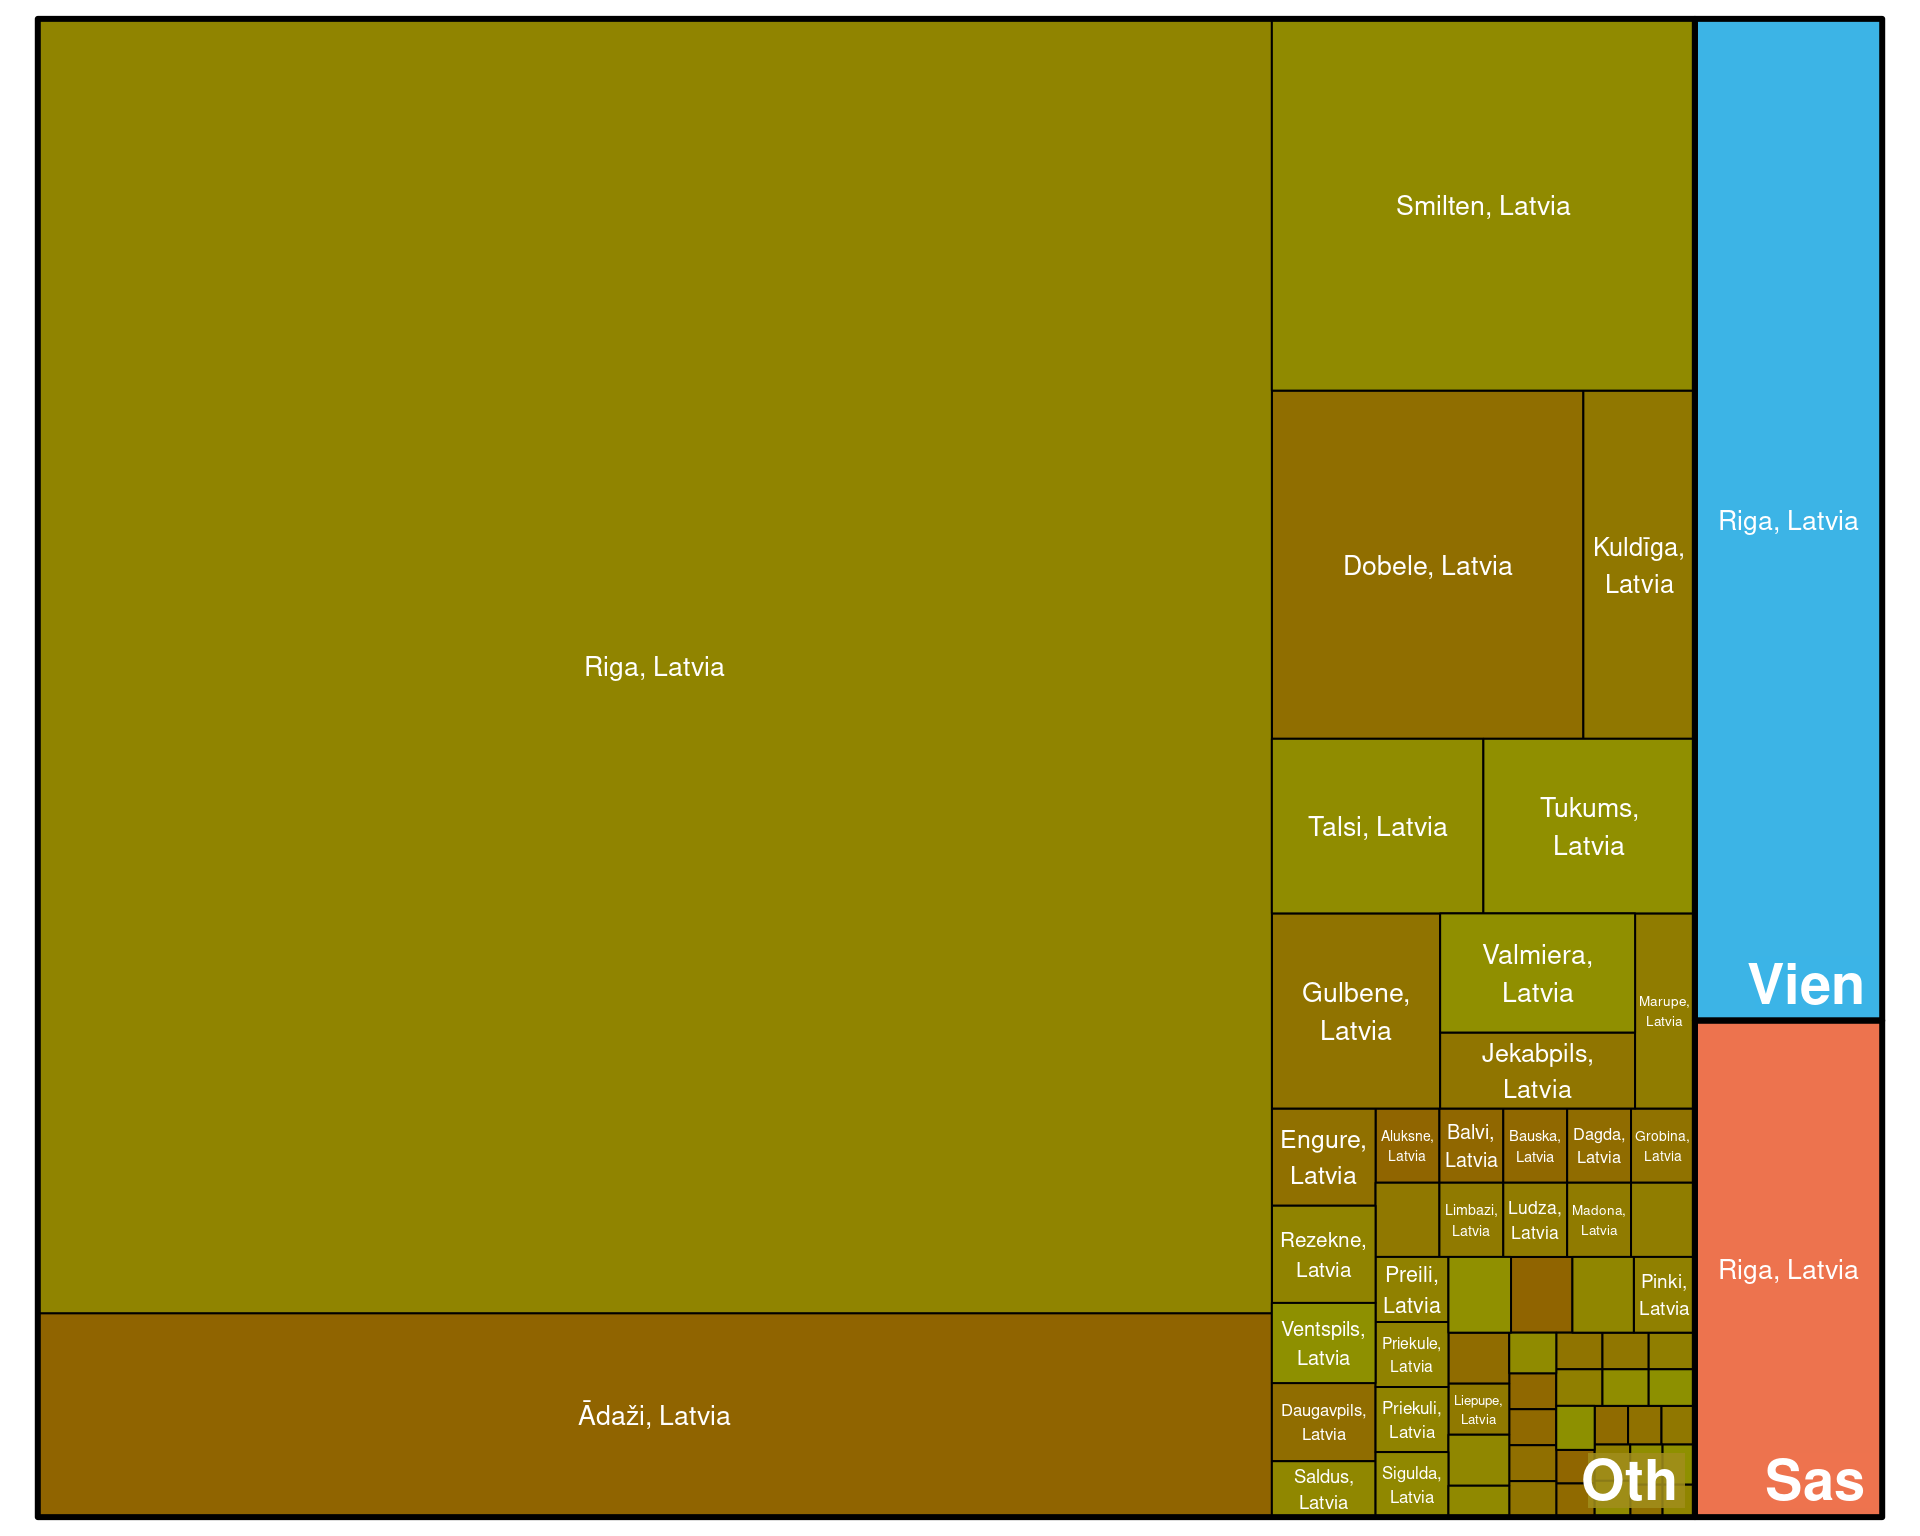 Riga, Latvia
Ādaži, Latvia
Smilten, Latvia
Dobele, Latvia
Kuldīga,
Latvia
Talsi, Latvia
Tukums,
Latvia
Gulbene,
Latvia
Valmiera,
Latvia
Jekabpils,
Latvia
Marupe,
Latvia
Engure,
Latvia
Rezekne,
Latvia
Ventspils,
Latvia
Daugavpils,
Latvia
Saldus,
Latvia
Aluksne,
Latvia
Balvi,
Latvia
Bauska,
Latvia
Dagda,
Latvia
Grobina,
Latvia
Limbazi,
Latvia
Ludza,
Latvia
Madona,
Latvia
Preili,
Latvia
Priekule,
Latvia
Priekuli,
Latvia
Sigulda,
Latvia
Pinki,
Latvia
Liepupe,
Latvia
Oth
Riga, Latvia
Vien
Riga, Latvia
Sas